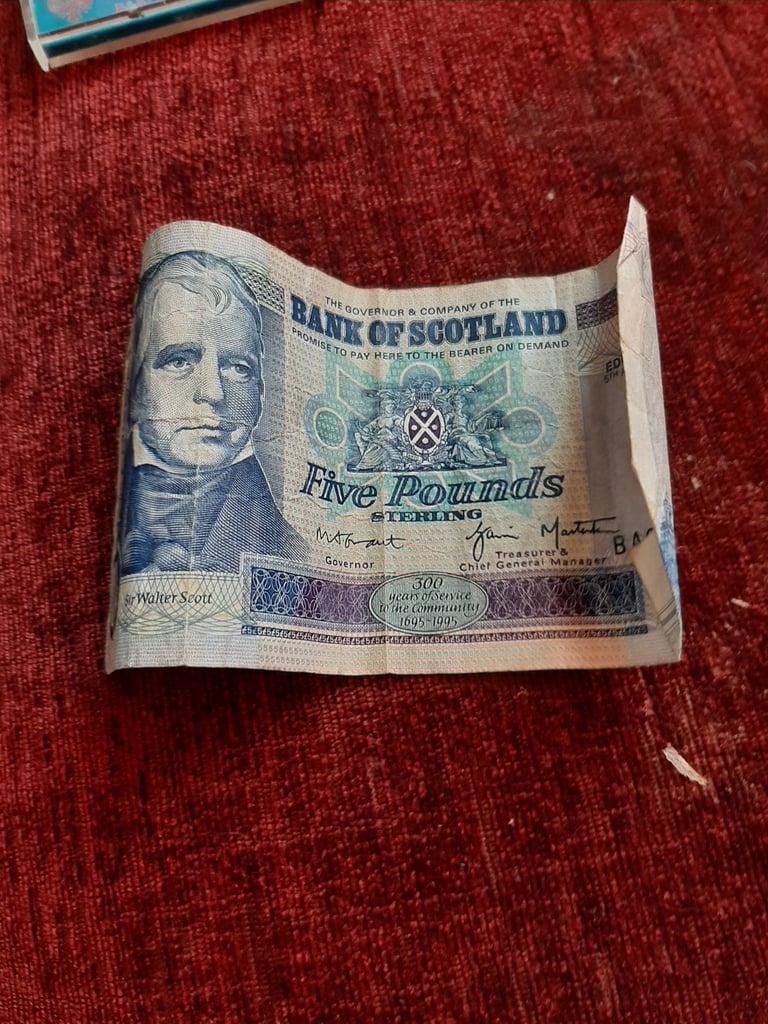 THE GOVERNOR & COMPANY OF THE
BANK OF SCOTLAND
PROMISE TO PAY HERE TO THE BEARER ON DEMAND
Five Pounds
STERLING
Governor
Treasurer &
Chief General Manager
Sir Walter Scott
300
years of Service
to the Community
1695-1995